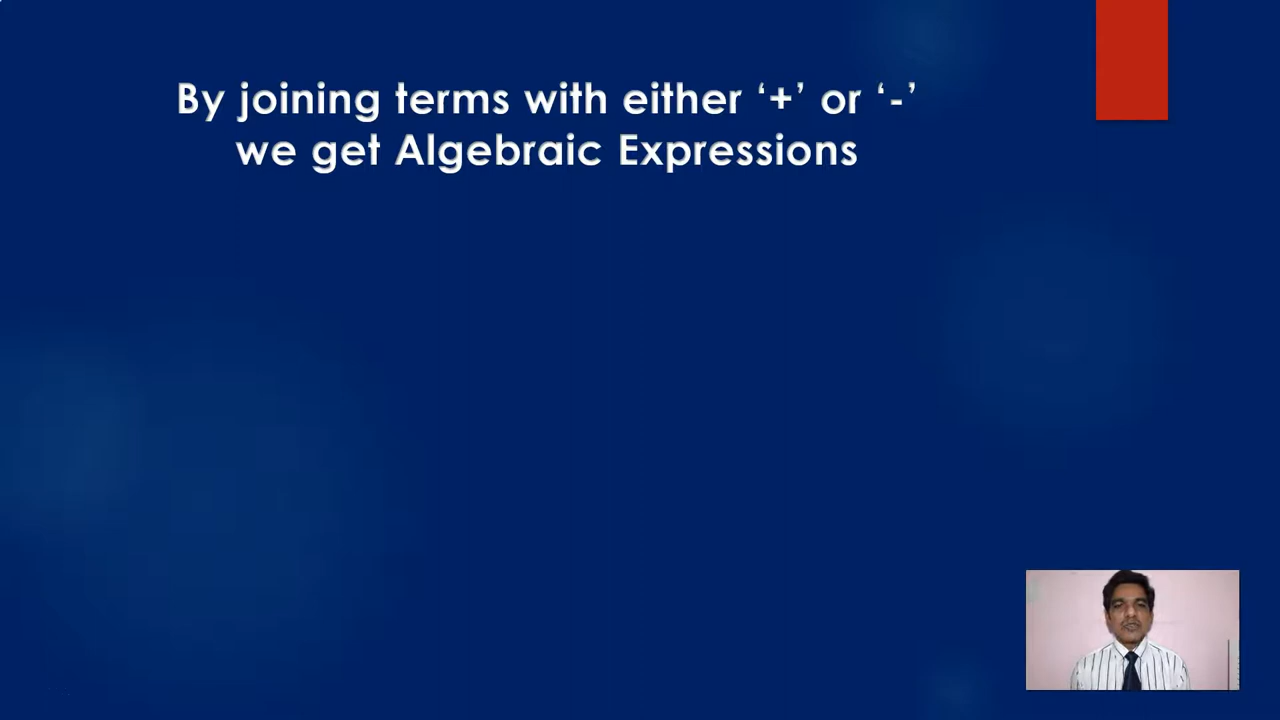 By joining terms with either ‘+’ or ‘-’
we get Algebraic Expressions